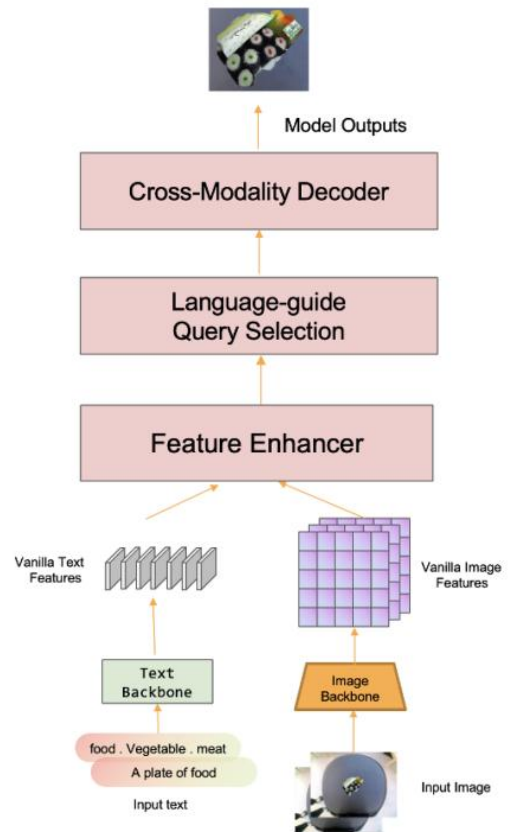 Model Outputs
Cross-Modality Decoder
Language-guide
Query Selection
Feature Enhancer
Vanilla Text
Features
Vanilla Image
Features
Text
Backbone
Image
Backbone
food . Vegetable . meat
A plate of food
Input text
Input Image